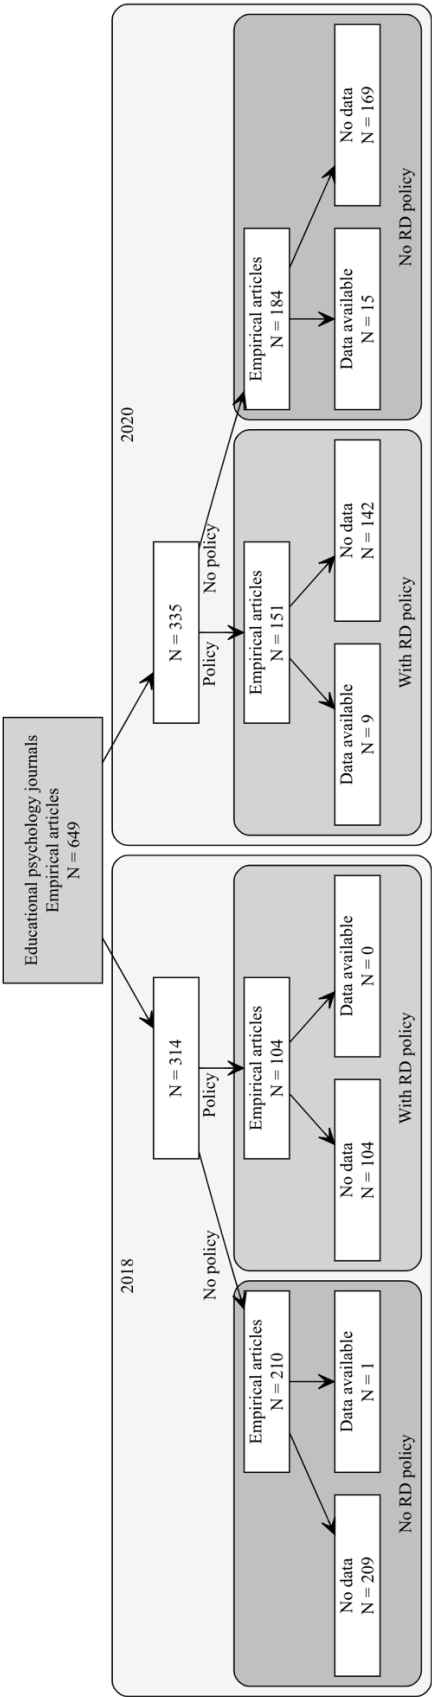 Educational psychology journals
Empirical articles
N = 649
2018
N = 314
No policy
Policy
Empirical articles
N = 210
No data
N = 209
Data available
N = 1
No RD policy
Empirical articles
N = 104
No data
N = 104
Data available
N = 0
With RD policy
2020
N = 335
Policy
No policy
Empirical articles
N = 151
Data available
N = 9
No data
N = 142
With RD policy
Empirical articles
N = 184
Data available
N = 15
No data
N = 169
No RD policy